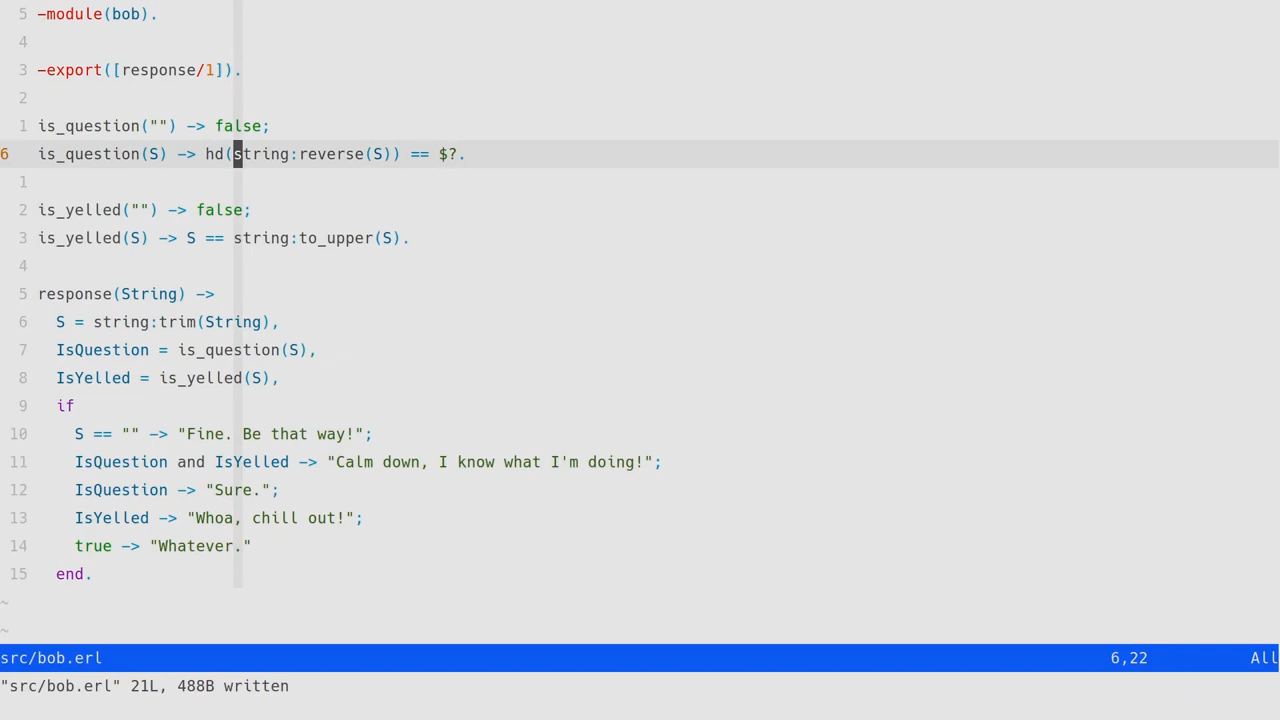 5 -module(bob).
4
3 -export([response/1]).
2
1 is_question("") -> false;
6 is_question(S) -> hd(string:reverse(S)) == $?.
1
2 is_yelled("") -> false;
3 is_yelled(S) -> S == string:to_upper(S).
4
5 response(String) ->
6   S = string:trim(String),
7   IsQuestion = is_question(S),
8   IsYelled = is_yelled(S),
9   if
10     S == "" -> "Fine. Be that way!";
11     IsQuestion and IsYelled -> "Calm down, I know what I'm doing!";
12     IsQuestion -> "Sure.";
13     IsYelled -> "Whoa, chill out!";
14     true -> "Whatever."
15   end.
~
~
src/bob.erl 6,22 All
"src/bob.erl" 21L, 488B written